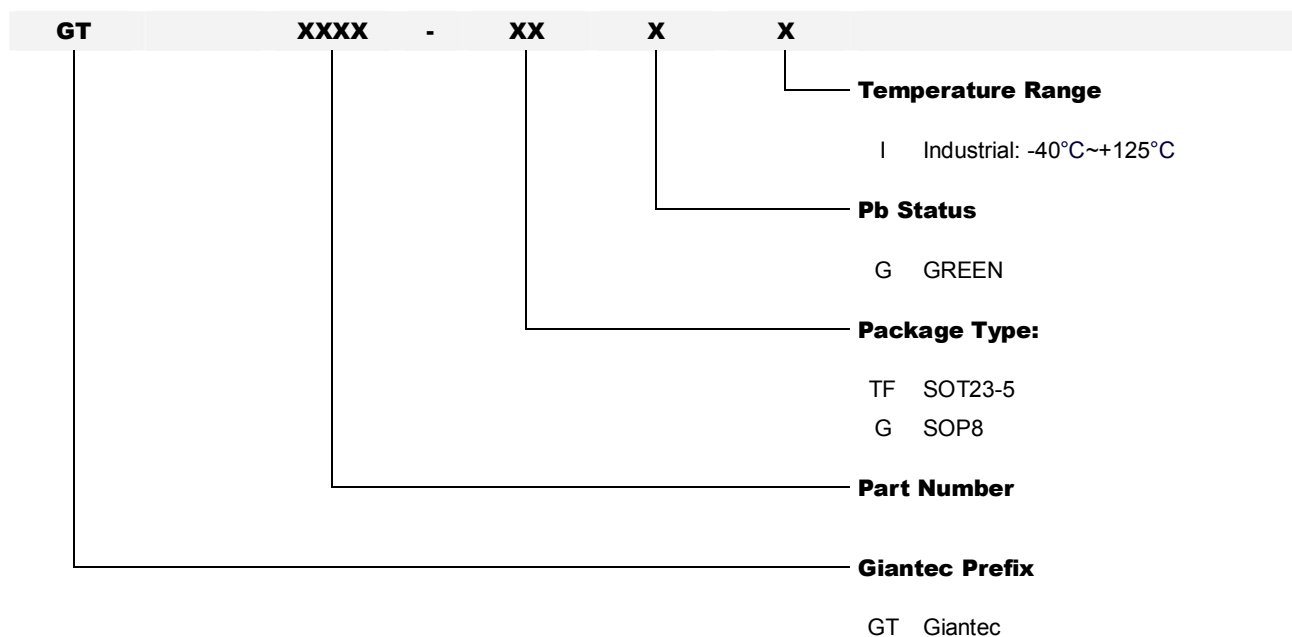 GT XXXX - XX X X
Temperature Range
I Industrial: -40°C~+125°C
Pb Status
G GREEN
Package Type:
TF SOT23-5
G SOP8
Part Number
Giantec Prefix
GT Giantec